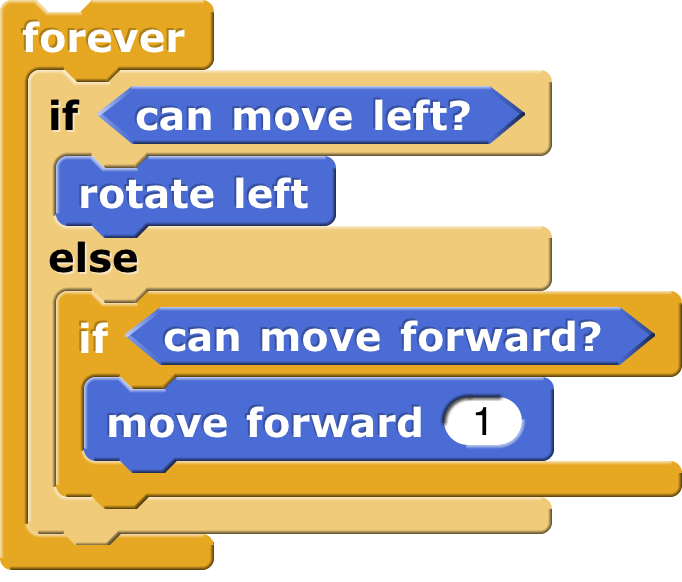 forever
if can move left?
rotate left
else
if can move forward?
move forward 1